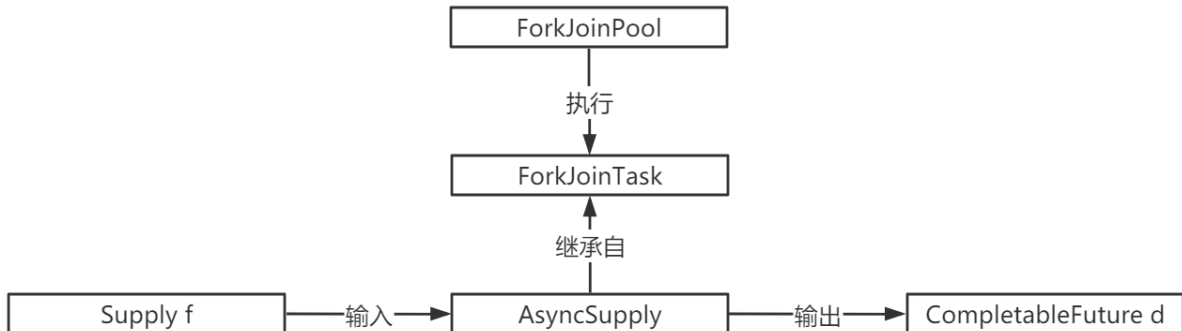 ForkJoinPool
执行
ForkJoinTask
继承自
Supply f
输入
AsyncSupply
输出
CompletableFuture d